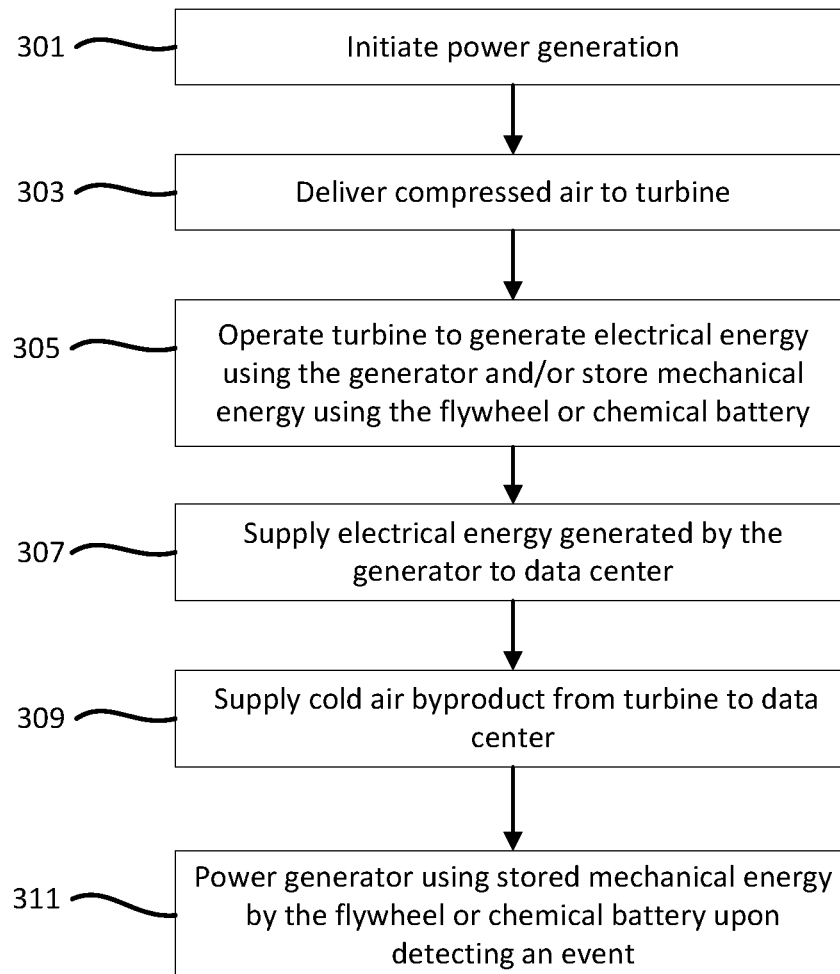 301
Initiate power generation
303
Deliver compressed air to turbine
305
Operate turbine to generate electrical energy
using the generator and/or store mechanical
energy using the flywheel or chemical battery
307
Supply electrical energy generated by the
generator to data center
309
Supply cold air byproduct from turbine to data
center
311
Power generator using stored mechanical energy
by the flywheel or chemical battery upon
detecting an event